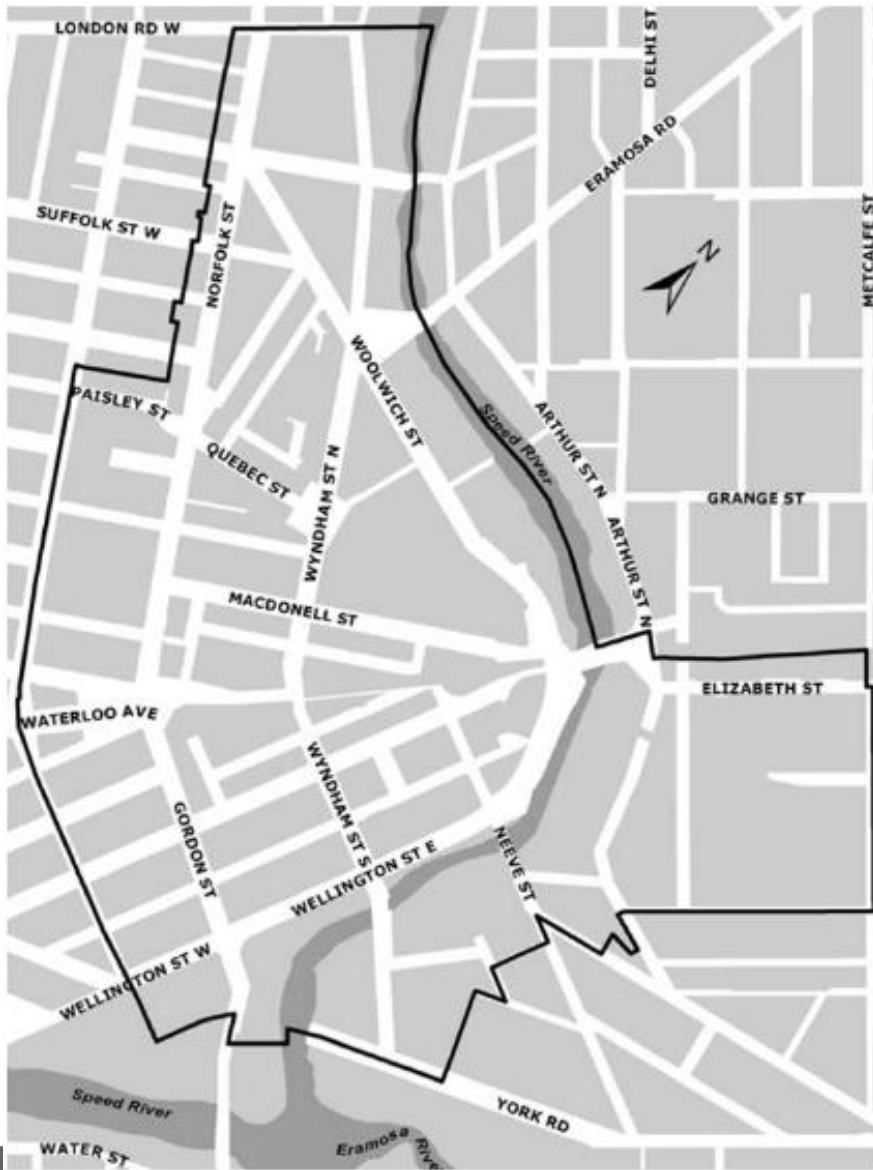 LONDON RD W
DELHI ST
ERAMOSA RD
METCALFE ST
SUFFOLK ST W
NORFOLK ST
N
WOOLWICH ST
PAISLEY ST
QUEBEC ST
WYNDHAM ST N
Speed River
ARTHUR ST N
GRANGE ST
ARTHUR ST N
MACDONELL ST
ELIZABETH ST
WATERLOO AVE
WYNDHAM ST S
GORDON ST
WELLINGTON ST E
NEEVE ST
WELLINGTON ST W
Speed River
YORK RD
Eramosa River
WATER ST